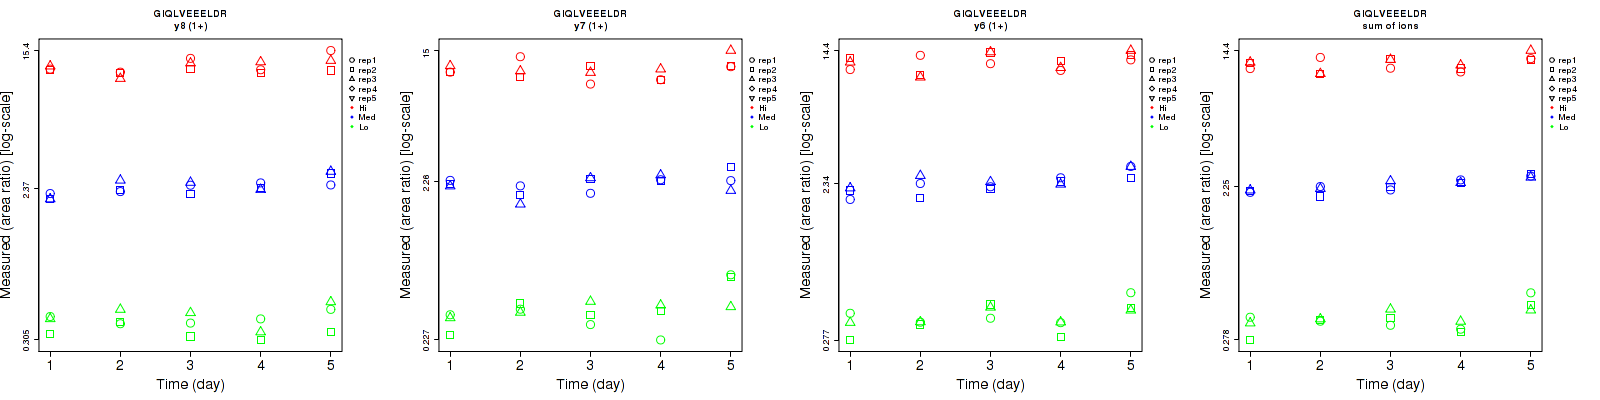 GIQLVEEELDR
y8 (1+)
Measured (area ratio) [log-scale]
15.4
2.37
0.305
1 2 3 4 5
Time (day)
rep1
rep2
rep3
rep4
rep5
Hi
Med
Lo
GIQLVEEELDR
y7 (1+)
Measured (area ratio) [log-scale]
15
2.26
0.227
1 2 3 4 5
Time (day)
rep1
rep2
rep3
rep4
rep5
Hi
Med
Lo
GIQLVEEELDR
y6 (1+)
Measured (area ratio) [log-scale]
14.4
2.34
0.277
1 2 3 4 5
Time (day)
rep1
rep2
rep3
rep4
rep5
Hi
Med
Lo
GIQLVEEELDR
sum of ions
Measured (area ratio) [log-scale]
14.4
2.25
0.278
1 2 3 4 5
Time (day)
rep1
rep2
rep3
rep4
rep5
Hi
Med
Lo